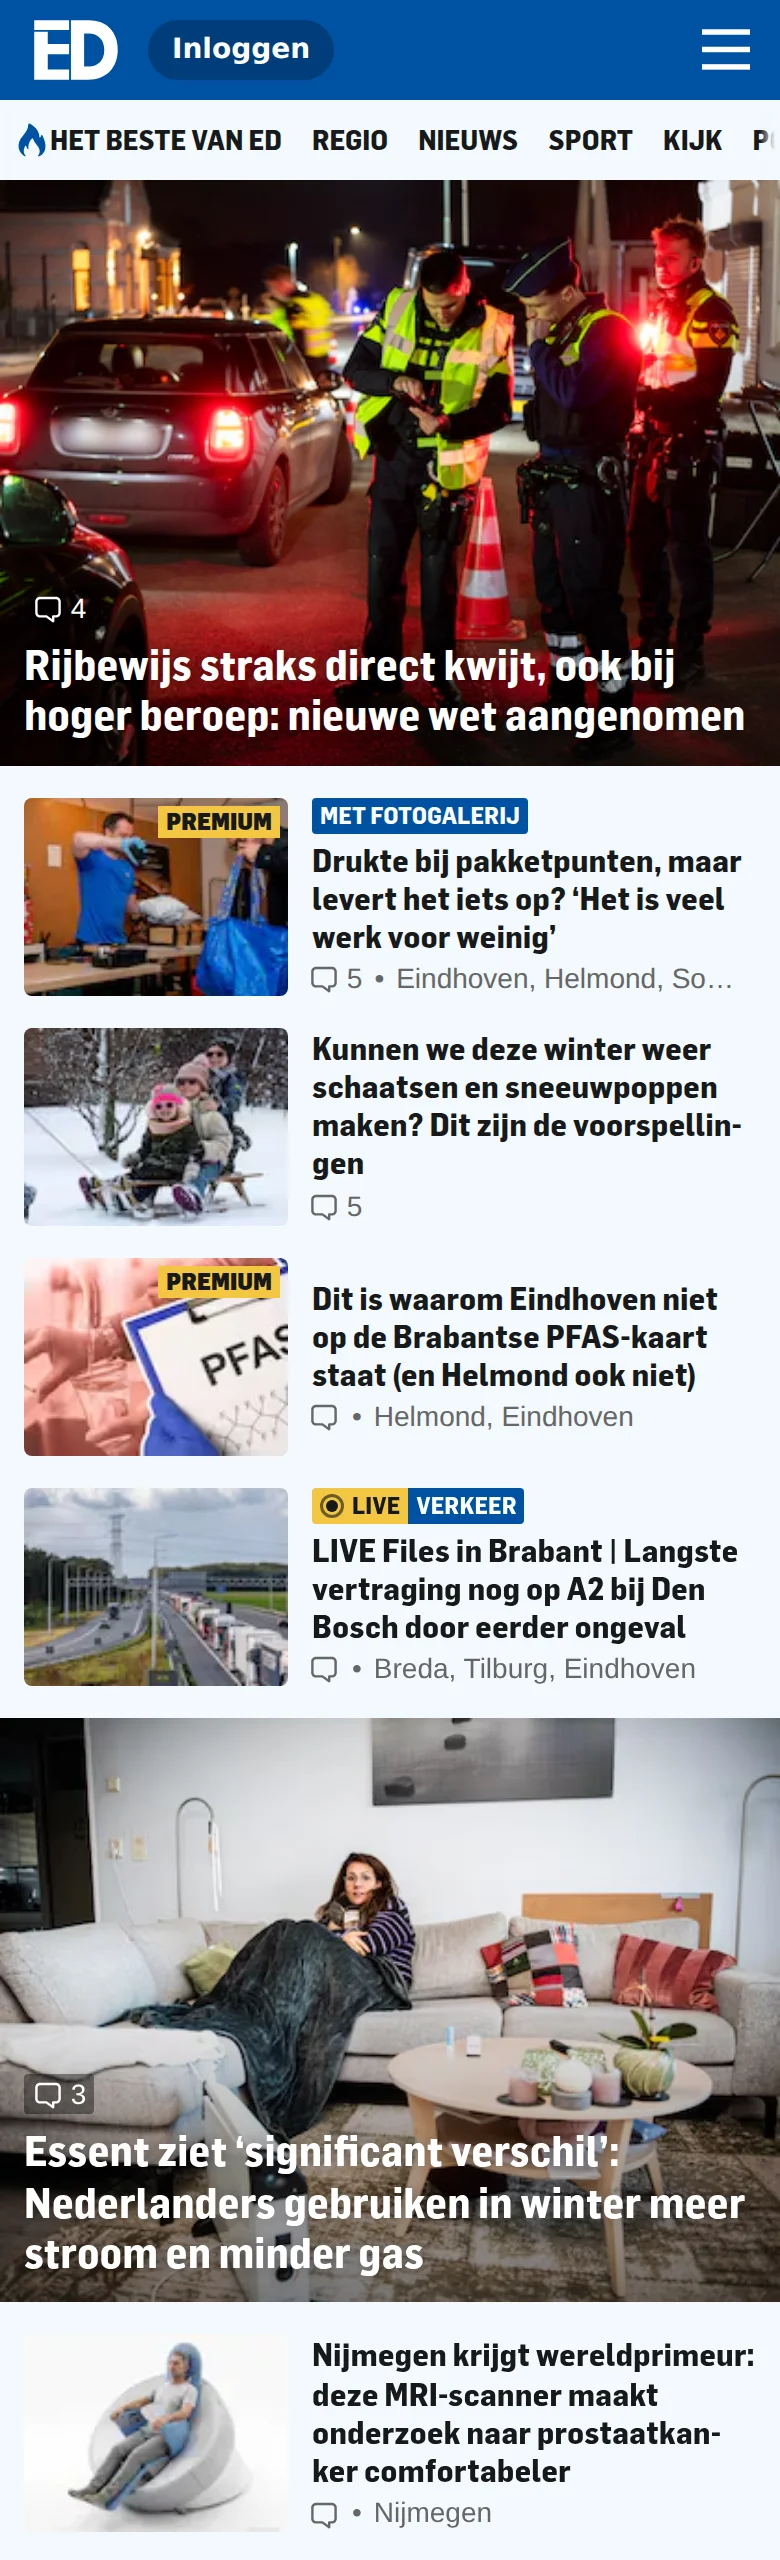 ED
Inloggen
HET BESTE VAN ED REGIO NIEUWS SPORT KIJK
4
Rijbewijs straks direct kwijt, ook bij
hoger beroep: nieuwe wet aangenomen
PREMIUM
MET FOTOGALERIJ
Drukte bij pakketpunten, maar
levert het iets op? ‘Het is veel
werk voor weinig’
5 • Eindhoven, Helmond, So...
Kunnen we deze winter weer
schaatsen en sneeuwpoppen
maken? Dit zijn de voorspellin-
gen
5
PREMIUM
PFAS
Dit is waarom Eindhoven niet
op de Brabantse PFAS-kaart
staat (en Helmond ook niet)
• Helmond, Eindhoven
LIVE VERKEER
LIVE Files in Brabant | Langste
vertraging nog op A2 bij Den
Bosch door eerder ongeval
• Breda, Tilburg, Eindhoven
3
Essent ziet ‘significant verschil’:
Nederlanders gebruiken in winter meer
stroom en minder gas
Nijmegen krijgt wereldprimeur:
deze MRI-scanner maakt
onderzoek naar prostaatkan-
ker comfortabeler
• Nijmegen